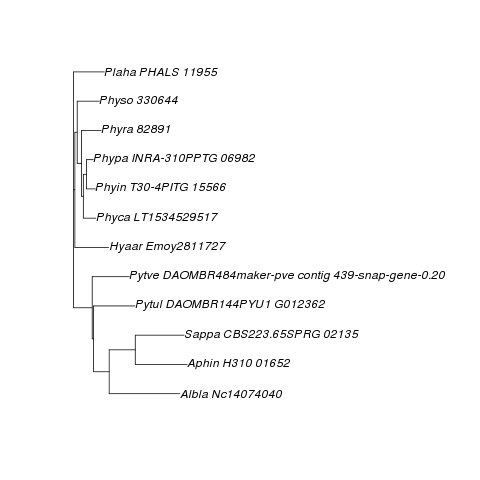 Plaha PHALS 11955
Physo 330644
Phyra 82891
Phypa INRA-310PPTG 06982
Phyin T30-4PITG 15566
Phyca LT1534529517
Hyaar Emoy2811727
Pytve DAOMBR484maker-pve contig 439-snap-gene-0.20
Pytul DAOMBR144PYU1 G012362
Sappa CBS223.65SPRG 02135
Aphin H310 01652
Albla Nc14074040